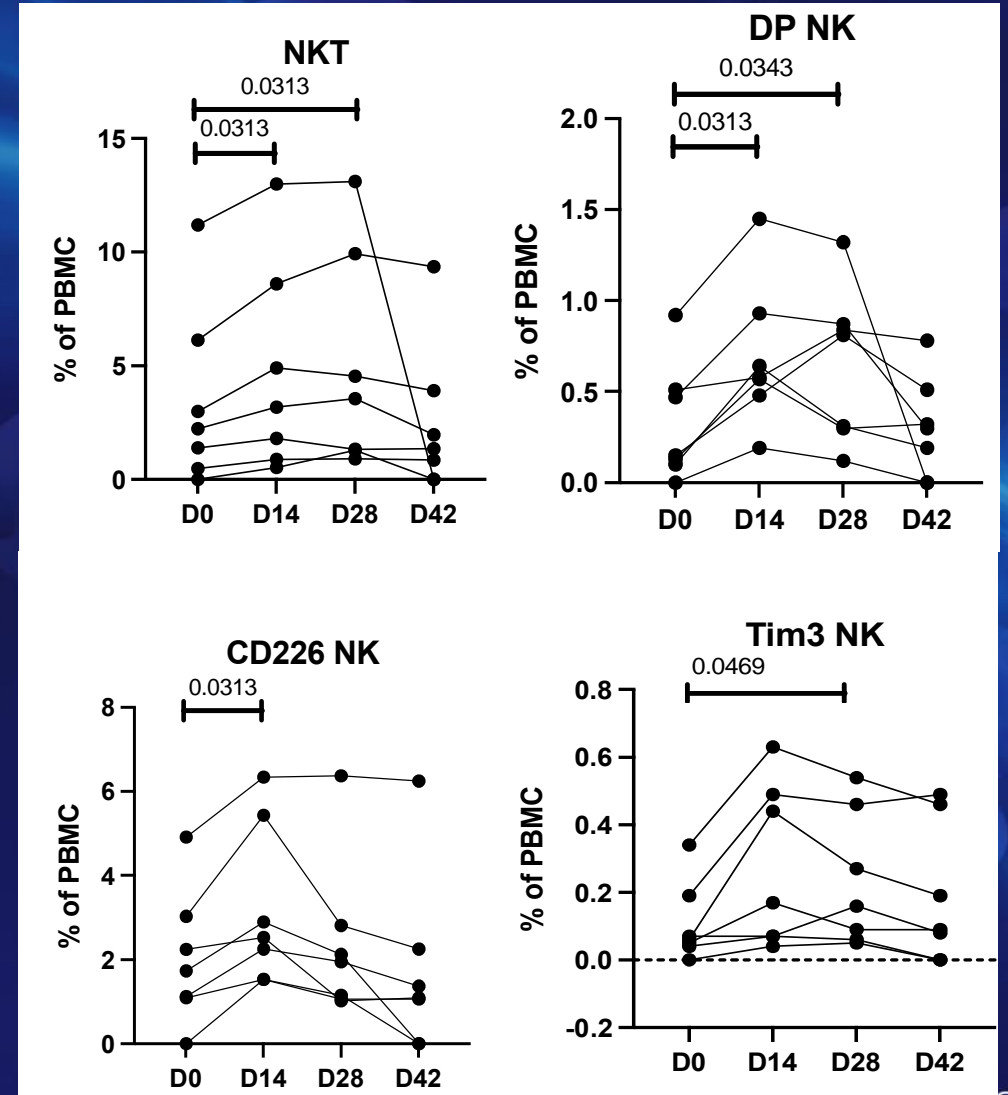 NKT
0.0313
0.0313
15
10
5
0
% of PBMC
D0 D14 D28 D42
DP NK
0.0343
0.0313
2.0
1.5
1.0
0.5
0.0
% of PBMC
D0 D14 D28 D42
CD226 NK
0.0313
8
6
4
2
0
% of PBMC
D0 D14 D28 D42
Tim3 NK
0.0469
0.8
0.6
0.4
0.2
0.0
-0.2
% of PBMC
D0 D14 D28 D42